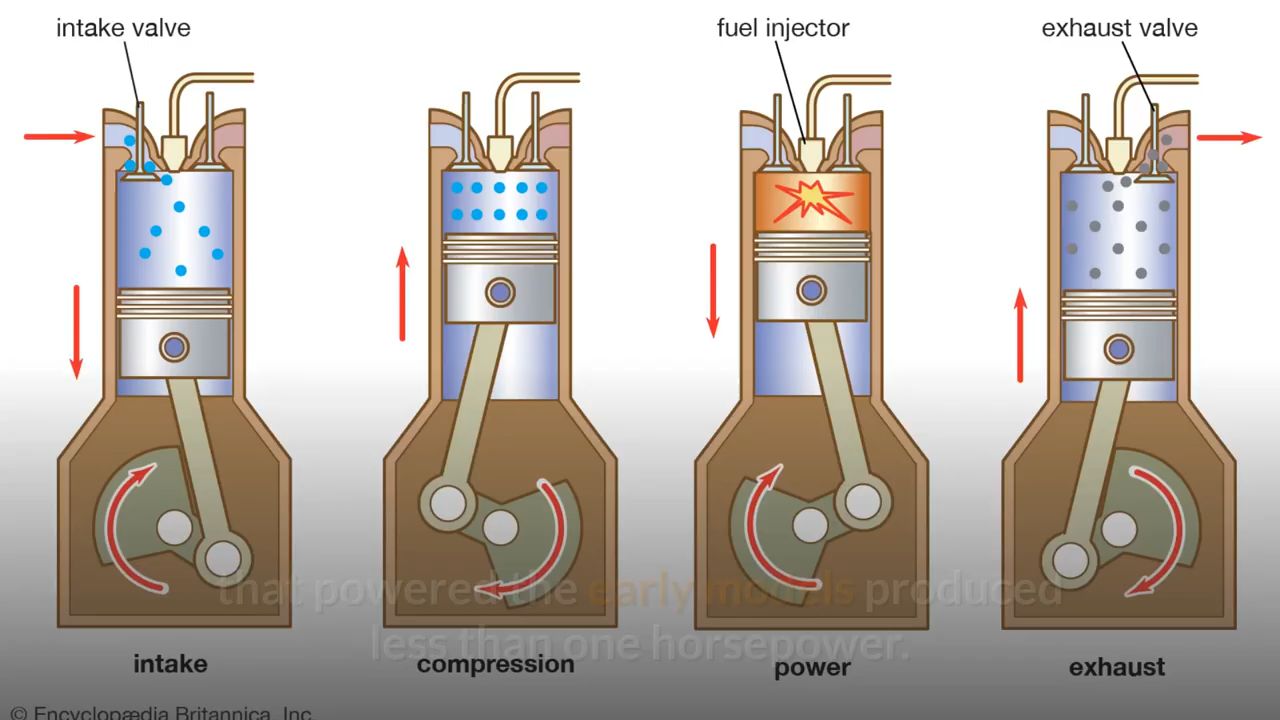 intake valve
fuel injector
exhaust valve
that powered the early models produced
less than one horsepower.
intake
compression
power
exhaust
© Encyclopædia Britannica, Inc.